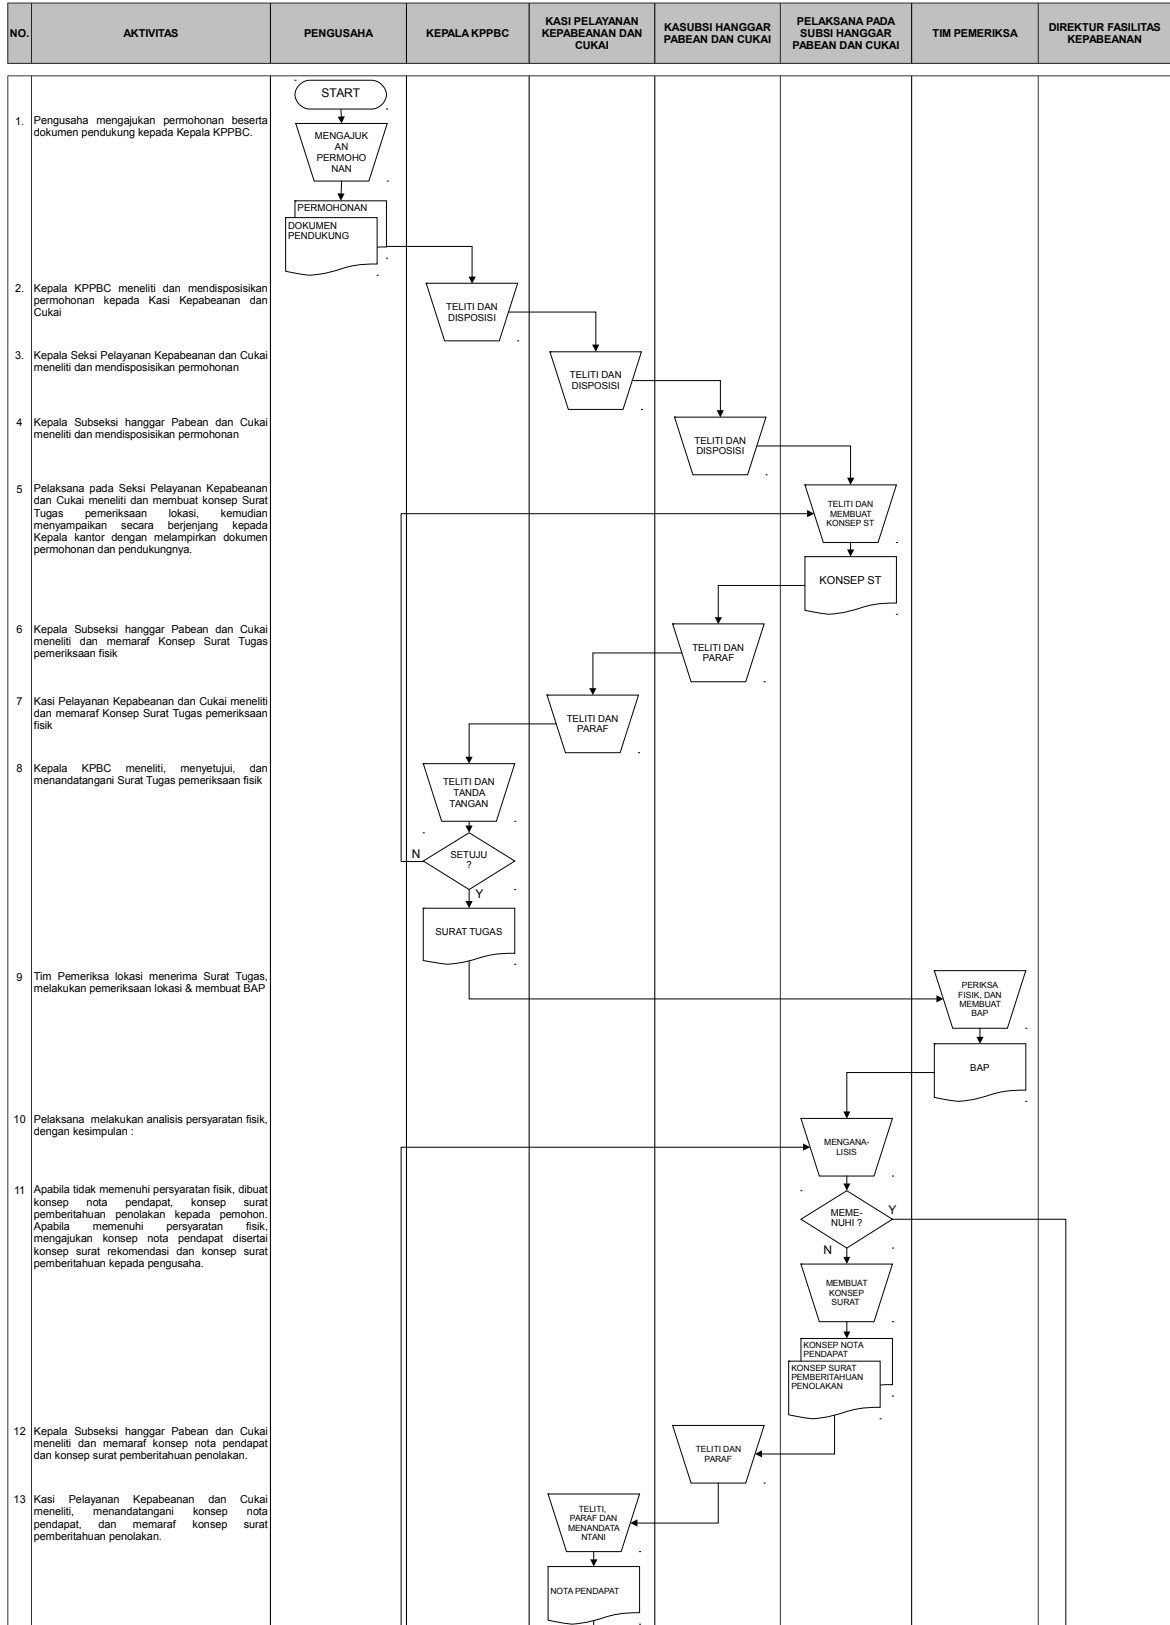 NO.
AKTIVITAS
PENGUSAHA
KEPALA KPPBC
KASI PELAYANAN
KEPABEANAN DAN
CUKAI
KASUBSI HANGGAR
PABEAN DAN CUKAI
PELAKSANA PADA
SUBSI HANGGAR
PABEAN DAN CUKAI
TIM PEMERIKSA
DIREKTUR FASILITAS
KEPABEANAN
START
1. Pengusaha mengajukan permohonan beserta
dokumen pendukung kepada Kepala KPPBC.
MENGAJUK
AN
PERMOHO
NAN
PERMOHONAN
DOKUMEN
PENDUKUNG
2. Kepala KPPBC meneliti dan mendisposisikan
permohonan kepada Kasi Kepabeanan dan
Cukai
TELITI DAN
DISPOSISI
3. Kepala Seksi Pelayanan Kepabeanan dan Cukai
meneliti dan mendisposisikan permohonan
TELITI DAN
DISPOSISI
4 Kepala Subseksi hanggar Pabean dan Cukai
meneliti dan mendisposisikan permohonan
TELITI DAN
DISPOSISI
5 Pelaksana pada Seksi Pelayanan Kepabeanan
dan Cukai meneliti dan membuat konsep Surat
Tugas pemeriksaan lokasi, kemudian
menyampaikan secara berjenjang kepada
Kepala kantor dengan melampirkan dokumen
permohonan dan pendukungnya.
TELITI DAN
MEMBUAT
KONSEP ST
KONSEP ST
6 Kepala Subseksi hanggar Pabean dan Cukai
meneliti dan memaraf Konsep Surat Tugas
pemeriksaan fisik
TELITI DAN
PARAF
7 Kasi Pelayanan Kepabeanan dan Cukai meneliti
dan memaraf Konsep Surat Tugas pemeriksaan
fisik
TELITI DAN
PARAF
8 Kepala KPBC meneliti, menyetujui, dan
menandatangani Surat Tugas pemeriksaan fisik
TELITI DAN
TANDA
TANGAN
N
SETUJU
?
Y
SURAT TUGAS
9 Tim Pemeriksa lokasi menerima Surat Tugas,
melakukan pemeriksaan lokasi & membuat BAP
PERIKSA
FISIK, DAN
MEMBUAT
BAP
BAP
10 Pelaksana melakukan analisis persyaratan fisik,
dengan kesimpulan :
MENGANA-
LISIS
11 Apabila tidak memenuhi persyaratan fisik, dibuat
konsep nota pendapat, konsep surat
pemberitahuan penolakan kepada pemohon.
Apabila memenuhi persyaratan fisik,
mengajukan konsep nota pendapat disertai
konsep surat rekomendasi dan konsep surat
pemberitahuan kepada pengusaha.
MEME-
NUHI ?
Y
N
MEMBUAT
KONSEP
SURAT
KONSEP NOTA
PENDAPAT
KONSEP SURAT
PEMBERITAHUAN
PENOLAKAN
12 Kepala Subseksi hanggar Pabean dan Cukai
meneliti dan memaraf konsep nota pendapat
dan konsep surat pemberitahuan penolakan.
TELITI DAN
PARAF
13 Kasi Pelayanan Kepabeanan dan Cukai
meneliti, menandatangani konsep nota
pendapat, dan memaraf konsep surat
pemberitahuan penolakan.
TELITI,
PARAF DAN
MENANDATA
NTANI
NOTA PENDAPAT